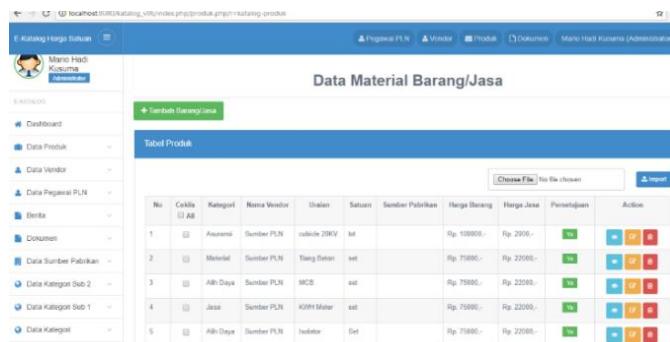 localhost:8080/katalog_v8i/index.php/produk.php?r=katalog-produk
E-Katalog Harga Satuan
Pegawai PLN Vendor Produk Dokumen Mario Hadi Kusuma (Administrator
Mario Hadi
Kusuma
Administrator
E-KATALOG
Dashboard
Data Produk
Data Vendor
Data Pegawai PLN
Berita
Dokumen
Data Sumber Pabrikan
Data Kategori Sub 2
Data Kategori Sub 1
Data Kategori
Data Material Barang/Jasa
+ Tambah Barang/Jasa
Tabel Produk
Choose File No file chosen
Import
No Ceklis All Kategori Nama Vendor Uraian Satuan Sumber Pabrikan Harga Barang Harga Jasa Persetujuan Action
1 Asuransi Sumber PLN cubicle 20KV Rp. 100000,- Rp. 2000,- Ya
2 Material Sumber PLN Tiang Beton set Rp. 75000,- Rp. 22000,- Ya
3 Alih Daya Sumber PLN MCB set Rp. 75000,- Rp. 22000,- Ya
4 Jasa Sumber PLN KWH Meter set Rp. 75000,- Rp. 22000,- Ya
5 Alih Daya Sumber PLN Isolator Set Rp. 75000,- Rp. 22000,- Ya